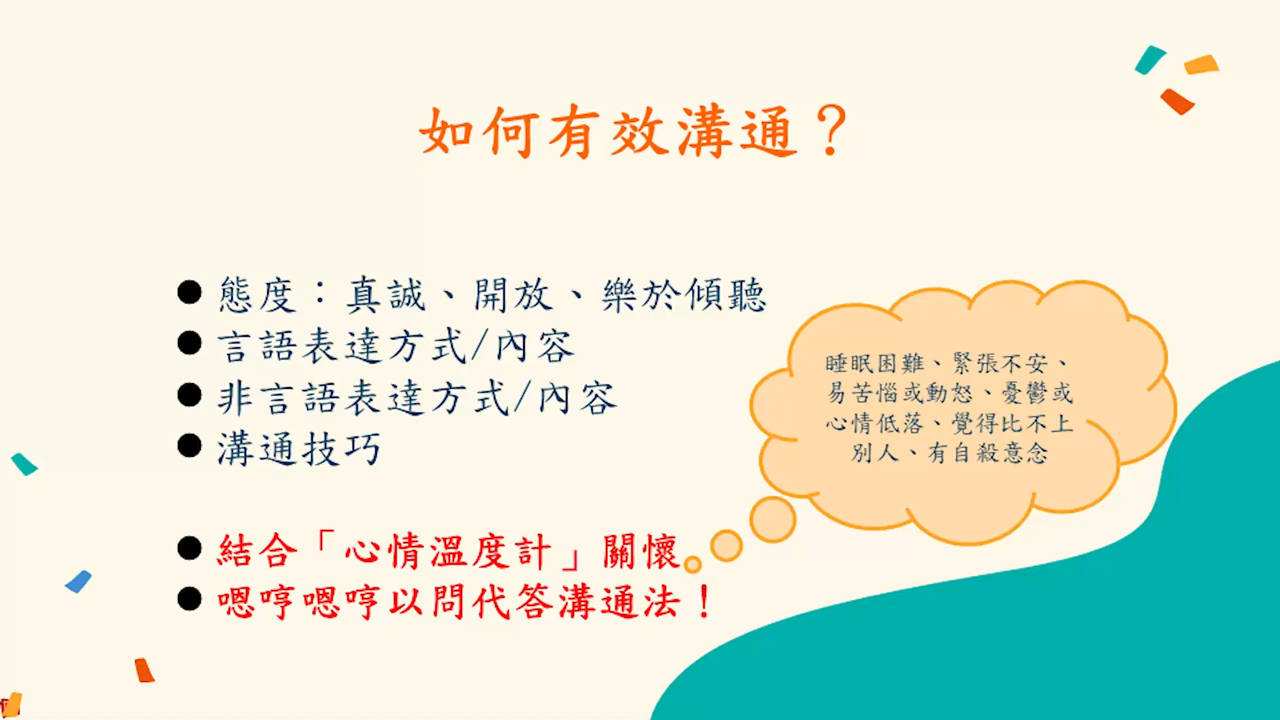 如何有效溝通？
態度：真誠、開放、樂於傾聽
言語表達方式/內容
非言語表達方式/內容
溝通技巧
結合「心情溫度計」關懷
嗯哼嗯哼以問代答溝通法！
睡眠困難、緊張不安、
易苦惱或動怒、憂鬱或
心情低落、覺得比不上
別人、有自殺意念